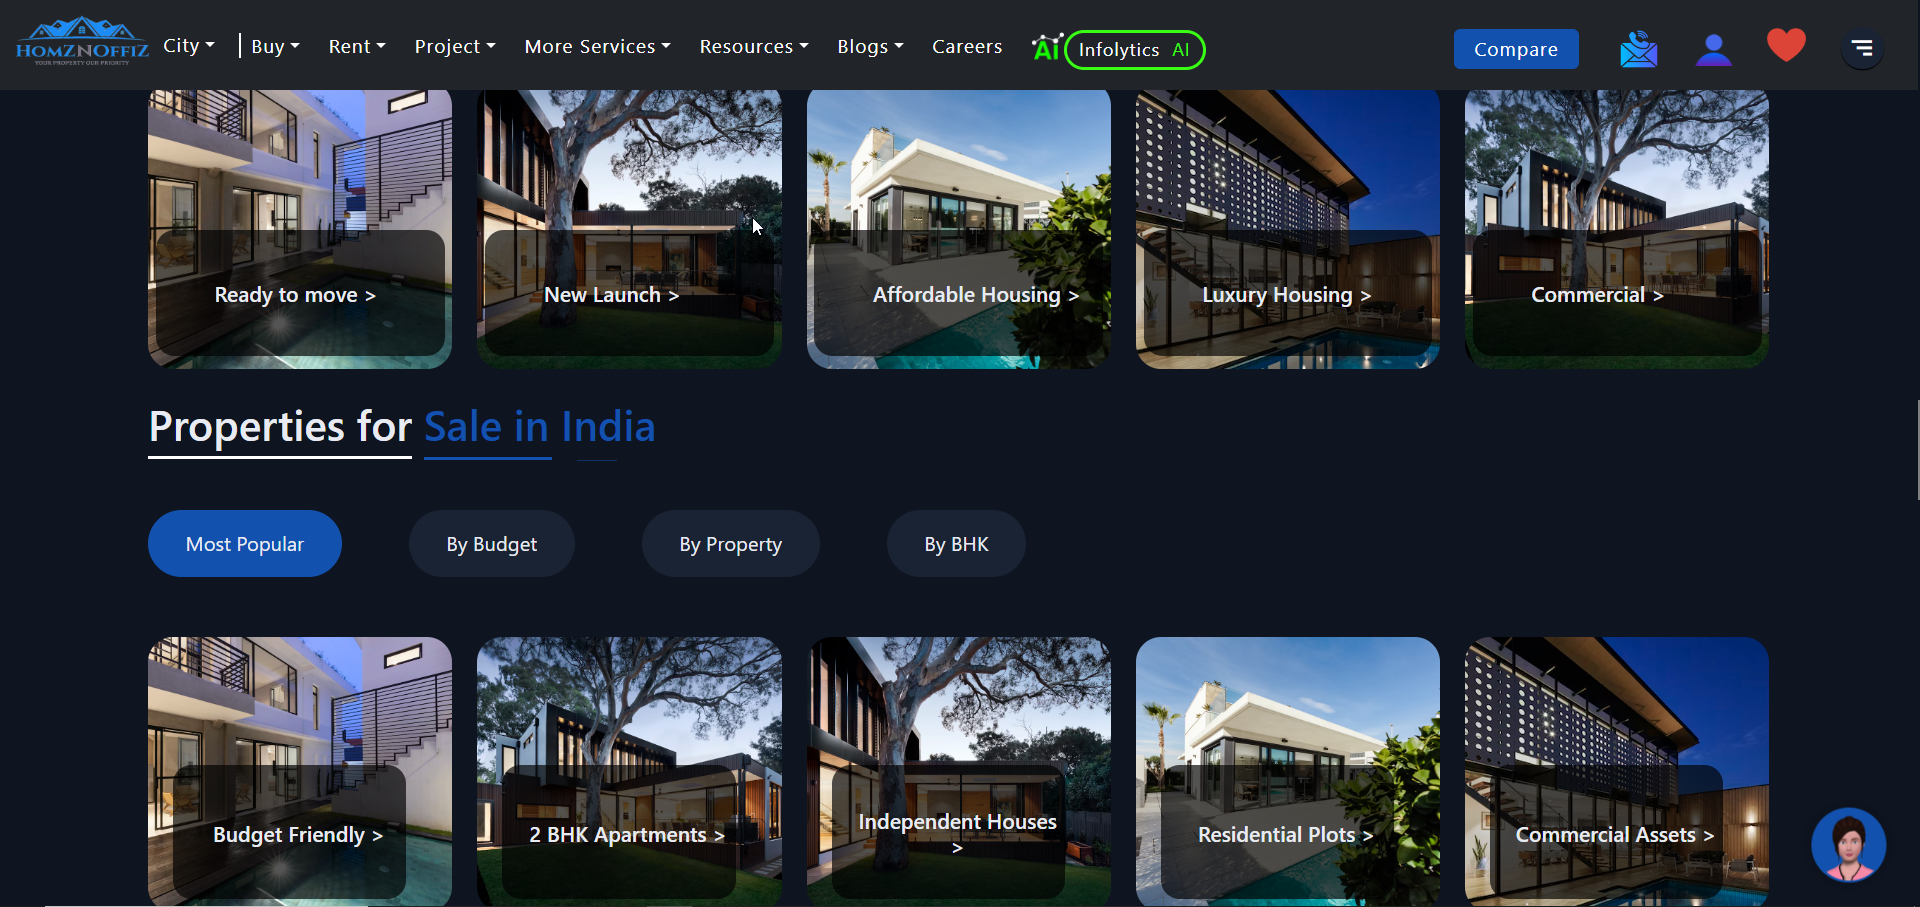 HomZNOffiZ
YOUR PROPERTY OUR PRIORITY
City
Buy
Rent
Project
More Services
Resources
Blogs
Careers
Ai
Infolytics AI
Compare
Ready to move >
New Launch >
Affordable Housing >
Luxury Housing >
Commercial >
Properties for Sale in India
Most Popular
By Budget
By Property
By BHK
Budget Friendly >
2 BHK Apartments >
Independent Houses
>
Residential Plots >
Commercial Assets >